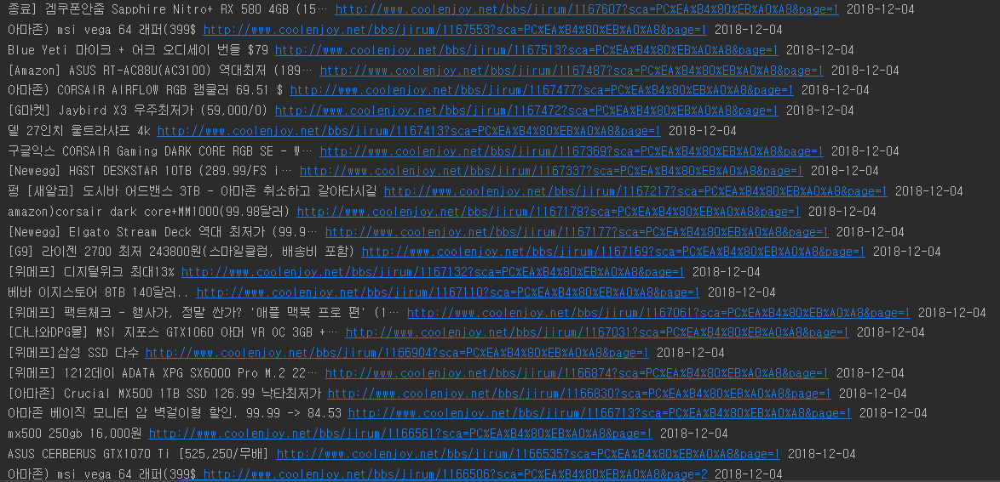 종료] 겜쿠폰안줌 Sapphire Nitro+ RX 580 4GB (15… http://www.coolenjoy.net/bbs/jirum/1167607?sca=PC%EA%B4%80%EB%A0%A8&page=1 2018-12-04
아마존) msi vega 64 래퍼(399$ http://www.coolenjoy.net/bbs/jirum/1167553?sca=PC%EA%B4%80%EB%A0%A8&page=1 2018-12-04
Blue Yeti 마이크 + 어크 오디세이 번들 $79 http://www.coolenjoy.net/bbs/jirum/1167513?sca=PC%EA%B4%80%EB%A0%A8&page=1 2018-12-04
[Amazon] ASUS RT-AC88U(AC3100) 역대최저 (189… http://www.coolenjoy.net/bbs/jirum/1167487?sca=PC%EA%B4%80%EB%A0%A8&page=1 2018-12-04
아마존) CORSAIR AIRFLOW RGB 램쿨러 69.51 $ http://www.coolenjoy.net/bbs/jirum/1167477?sca=PC%EA%B4%80%EB%A0%A8&page=1 2018-12-04
[G마켓] Jaybird X3 우주최저가 (59,000/0) http://www.coolenjoy.net/bbs/jirum/1167472?sca=PC%EA%B4%80%EB%A0%A8&page=1 2018-12-04
델 27인치 울트라샤프 4k http://www.coolenjoy.net/bbs/jirum/1167413?sca=PC%EA%B4%80%EB%A0%A8&page=1 2018-12-04
구글익스 CORSAIR Gaming DARK CORE RGB SE - W… http://www.coolenjoy.net/bbs/jirum/1167369?sca=PC%EA%B4%80%EB%A0%A8&page=1 2018-12-04
[Newegg] HGST DESKSTAR 10TB (289.99/FS i… http://www.coolenjoy.net/bbs/jirum/1167337?sca=PC%EA%B4%80%EB%A0%A8&page=1 2018-12-04
펑 [새알코] 도시바 어드밴스 3TB - 아마존 취소하고 갈아타시길 http://www.coolenjoy.net/bbs/jirum/1167217?sca=PC%EA%B4%80%EB%A0%A8&page=1 2018-12-04
amazon)corsair dark core+MM1000(99.98달러) http://www.coolenjoy.net/bbs/jirum/1167178?sca=PC%EA%B4%80%EB%A0%A8&page=1 2018-12-04
[Newegg] Elgato Stream Deck 역대 최저가 (99.9… http://www.coolenjoy.net/bbs/jirum/1167177?sca=PC%EA%B4%80%EB%A0%A8&page=1 2018-12-04
[G9] 라이젠 2700 최저 243800원(스마일클럽, 배송비 포함) http://www.coolenjoy.net/bbs/jirum/1167169?sca=PC%EA%B4%80%EB%A0%A8&page=1 2018-12-04
[위메프] 디지털위크 최대13% http://www.coolenjoy.net/bbs/jirum/1167132?sca=PC%EA%B4%80%EB%A0%A8&page=1 2018-12-04
베바 이지스토어 8TB 140달러.. http://www.coolenjoy.net/bbs/jirum/1167110?sca=PC%EA%B4%80%EB%A0%A8&page=1 2018-12-04
[위메프] 팩트체크 - 행사가, 정말 싼가? '애플 맥북 프로 편' (1… http://www.coolenjoy.net/bbs/jirum/1167061?sca=PC%EA%B4%80%EB%A0%A8&page=1 2018-12-04
[다나와DPG몰] MSI 지포스 GTX1060 아머 VR OC 3GB +… http://www.coolenjoy.net/bbs/jirum/1167031?sca=PC%EA%B4%80%EB%A0%A8&page=1 2018-12-04
[위메프]삼성 SSD 다수 http://www.coolenjoy.net/bbs/jirum/1166904?sca=PC%EA%B4%80%EB%A0%A8&page=1 2018-12-04
[위메프] 1212데이 ADATA XPG SX6000 Pro M.2 22… http://www.coolenjoy.net/bbs/jirum/1166874?sca=PC%EA%B4%80%EB%A0%A8&page=1 2018-12-04
[아마존] Crucial MX500 1TB SSD 126.99 낙타최저가 http://www.coolenjoy.net/bbs/jirum/1166830?sca=PC%EA%B4%80%EB%A0%A8&page=1 2018-12-04
아마존 베이직 모니터 암 벽걸이형 할인. 99.99 -> 84.53 http://www.coolenjoy.net/bbs/jirum/1166713?sca=PC%EA%B4%80%EB%A0%A8&page=1 2018-12-04
mx500 250gb 16,000원 http://www.coolenjoy.net/bbs/jirum/1166561?sca=PC%EA%B4%80%EB%A0%A8&page=1 2018-12-04
ASUS CERBERUS GTX1070 Ti [525,250/무배] http://www.coolenjoy.net/bbs/jirum/1166535?sca=PC%EA%B4%80%EB%A0%A8&page=1 2018-12-04
아마존) msi vega 64 래퍼(399$ http://www.coolenjoy.net/bbs/jirum/1166506?sca=PC%EA%B4%80%EB%A0%A8&page=2 2018-12-04